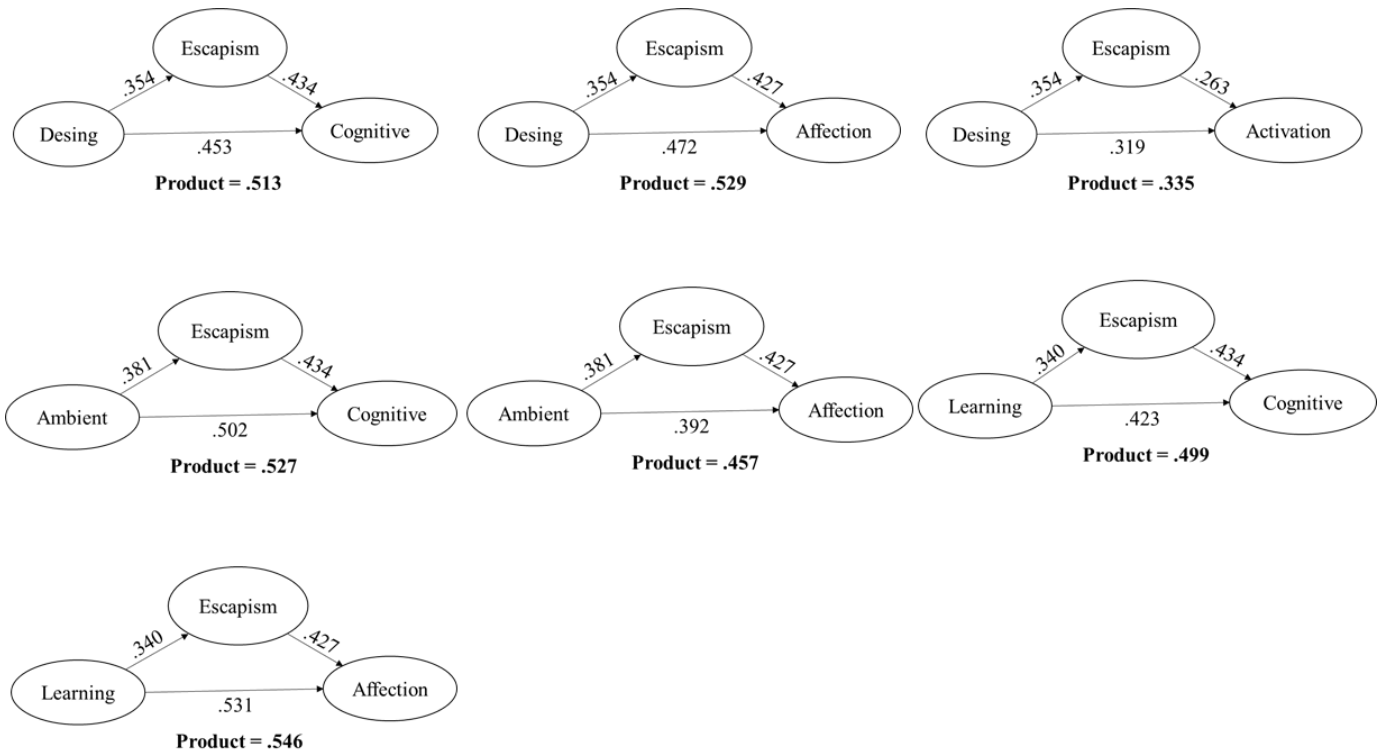 Escapism
.354
.434
Desing
Cognitive
.453
Product = .513
Escapism
.354
.427
Desing
Affection
.472
Product = .529
Escapism
.354
.263
Desing
Activation
.319
Product = .335
Escapism
.381
.434
Ambient
Cognitive
.502
Product = .527
Escapism
.381
.427
Ambient
Affection
.392
Product = .457
Escapism
.340
.434
Learning
Cognitive
.423
Product = .499
Escapism
.340
.427
Learning
Affection
.531
Product = .546